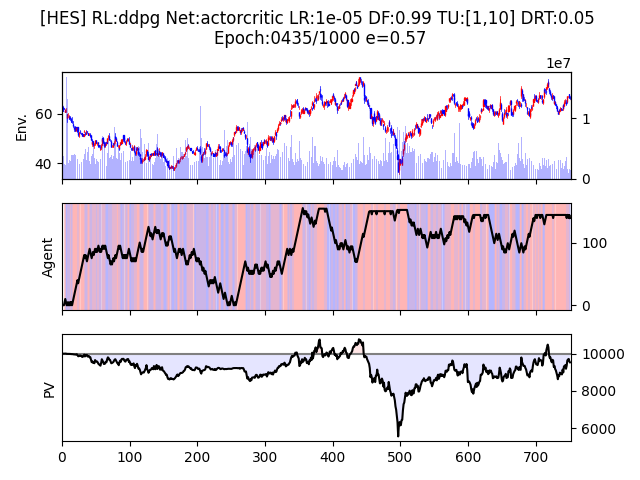 [HES] RL:ddpg Net:actorcritic LR:1e-05 DF:0.99 TU:[1,10] DRT:0.05
Epoch:0435/1000 e=0.57
1e7
Env.
60
40
1
0
Agent
100
0
PV
10000
8000
6000
0 100 200 300 400 500 600 700